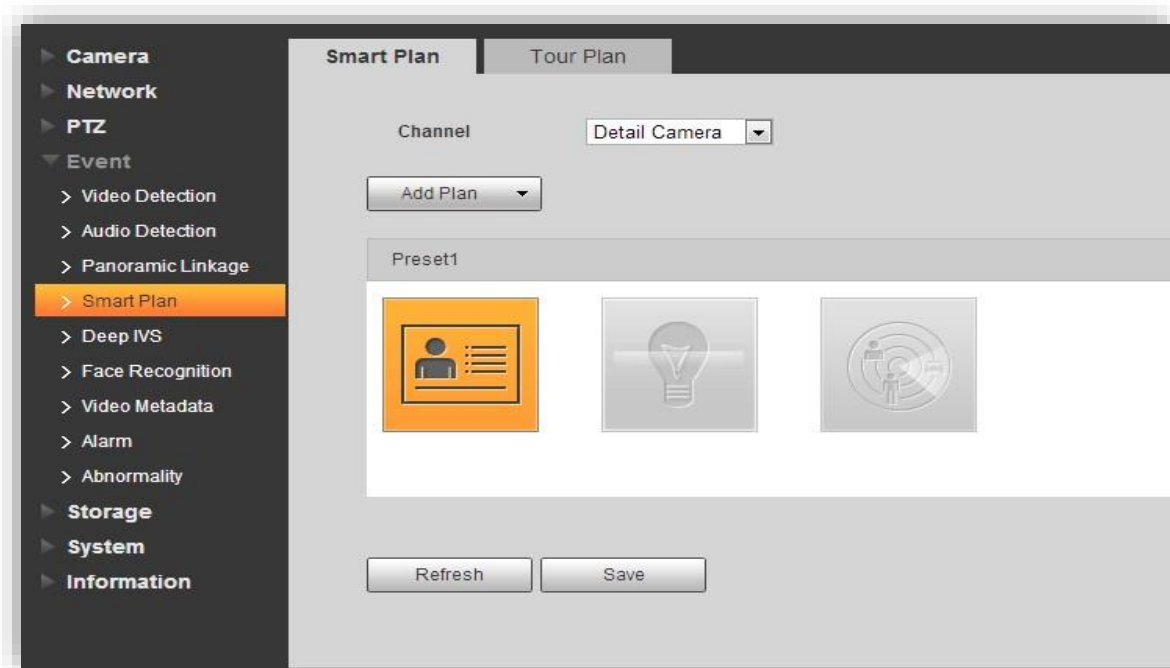 Camera
Network
PTZ
Event
Video Detection
Audio Detection
Panoramic Linkage
Smart Plan
Deep IVS
Face Recognition
Video Metadata
Alarm
Abnormality
Storage
System
Information
Smart Plan
Tour Plan
Channel
Detail Camera
Add Plan
Preset1
Refresh
Save